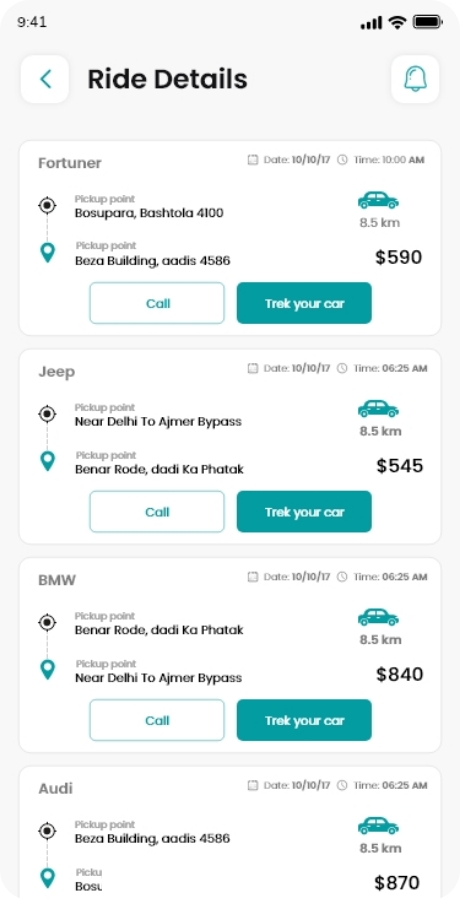 9:41
Ride Details
Fortuner
Date: 10/10/17 Time: 10:00 AM
Pickup point
Bosupara, Bashtola 4100
8.5 km
Pickup point
Beza Building, aadis 4586
$590
Call
Trek your car
Jeep
Date: 10/10/17 Time: 06:25 AM
Pickup point
Near Delhi To Ajmer Bypass
8.5 km
Pickup point
Benar Rode, dadi Ka Phatak
$545
Call
Trek your car
BMW
Date: 10/10/17 Time: 06:25 AM
Pickup point
Benar Rode, dadi Ka Phatak
8.5 km
Pickup point
Near Delhi To Ajmer Bypass
$840
Call
Trek your car
Audi
Date: 10/10/17 Time: 06:25 AM
Pickup point
Beza Building, aadis 4586
8.5 km
Picku
$870